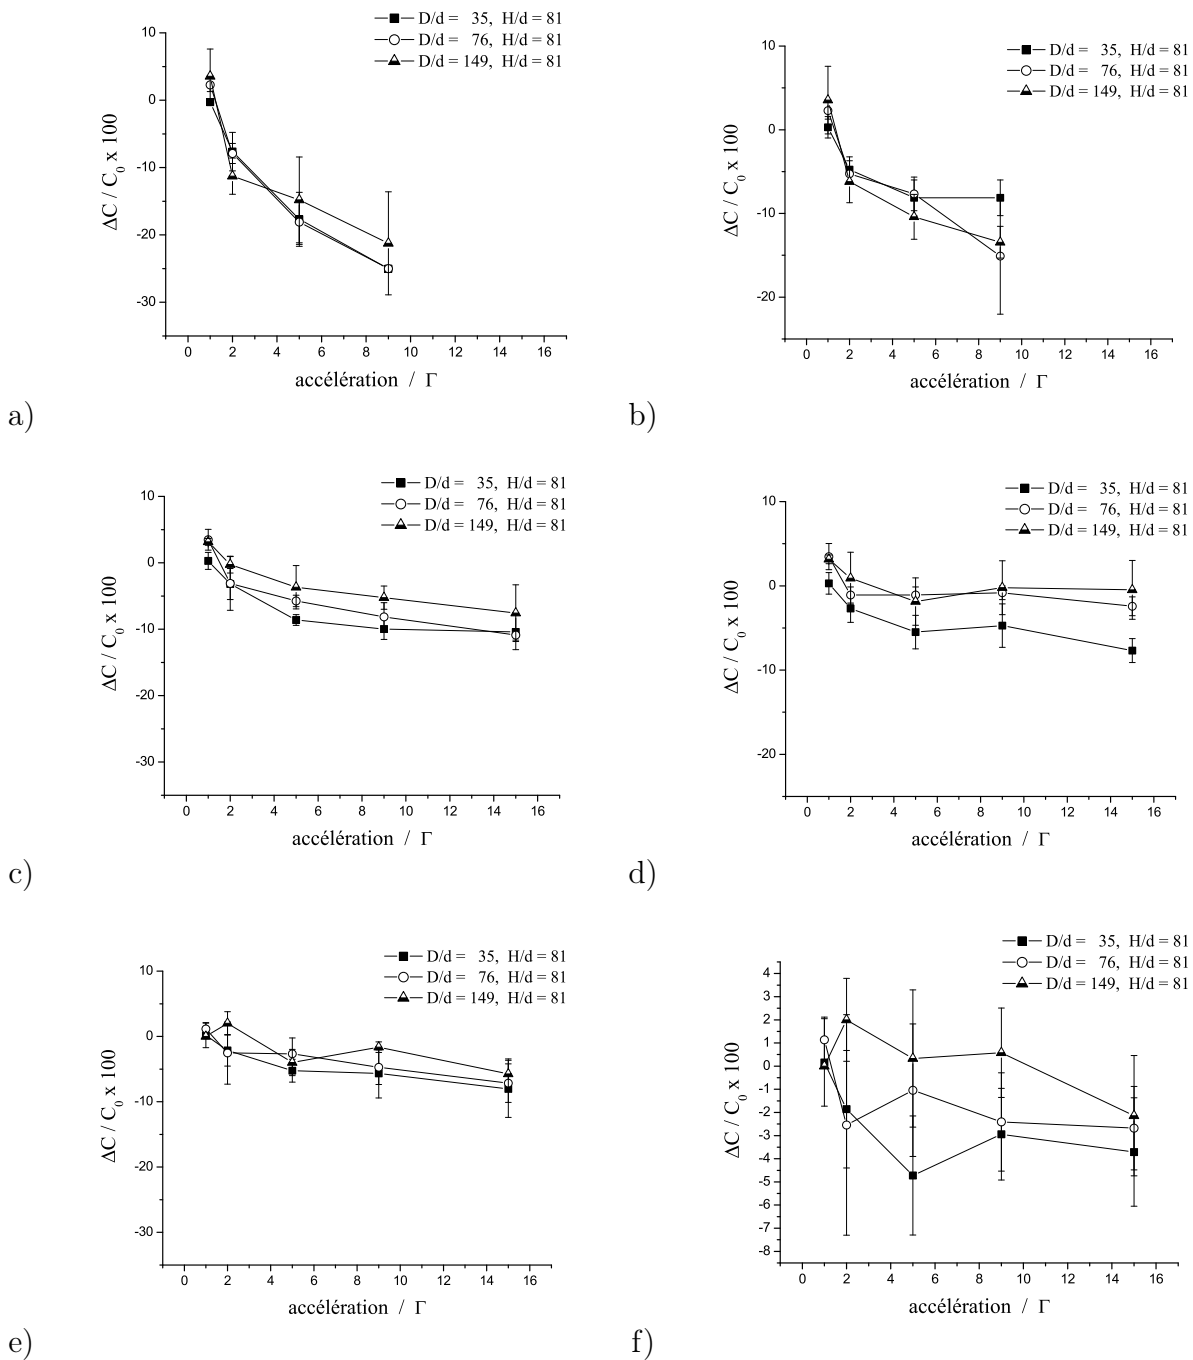 D/d = 35, H/d = 81
D/d = 76, H/d = 81
D/d = 149, H/d = 81
10
0
-10
-20
-30
ΔC / C0 x 100
0 2 4 6 8 10 12 14 16
accélération / Γ
a)
D/d = 35, H/d = 81
D/d = 76, H/d = 81
D/d = 149, H/d = 81
10
0
-10
-20
ΔC / C0 x 100
0 2 4 6 8 10 12 14 16
accélération / Γ
b)
D/d = 35, H/d = 81
D/d = 76, H/d = 81
D/d = 149, H/d = 81
10
0
-10
-20
-30
ΔC / C0 x 100
0 2 4 6 8 10 12 14 16
accélération / Γ
c)
D/d = 35, H/d = 81
D/d = 76, H/d = 81
D/d = 149, H/d = 81
10
0
-10
-20
ΔC / C0 x 100
0 2 4 6 8 10 12 14 16
accélération / Γ
d)
D/d = 35, H/d = 81
D/d = 76, H/d = 81
D/d = 149, H/d = 81
10
0
-10
-20
-30
ΔC / C0 x 100
0 2 4 6 8 10 12 14 16
accélération / Γ
e)
D/d = 35, H/d = 81
D/d = 76, H/d = 81
D/d = 149, H/d = 81
4
3
2
1
0
-1
-2
-3
-4
-5
-6
-7
-8
ΔC / C0 x 100
0 2 4 6 8 10 12 14 16
accélération / Γ
f)